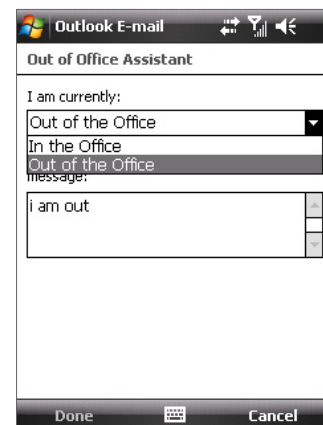 Outlook E-mail
Out of Office Assistant
I am currently:
Out of the Office
In the Office
Out of the Office
message:
i am out
Done
Cancel